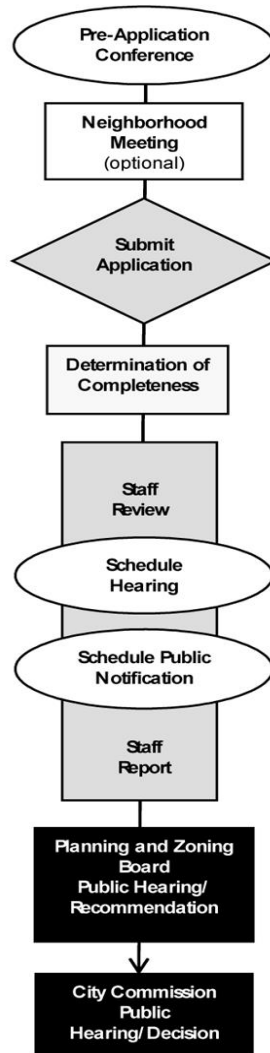 Pre-Application
Conference
Neighborhood
Meeting
(optional)
Submit
Application
Determination of
Completeness
Staff
Review
Schedule
Hearing
Schedule Public
Notification
Staff
Report
Planning and Zoning
Board
Public Hearing/
Recommendation
City Commission
Public
Hearing/ Decision